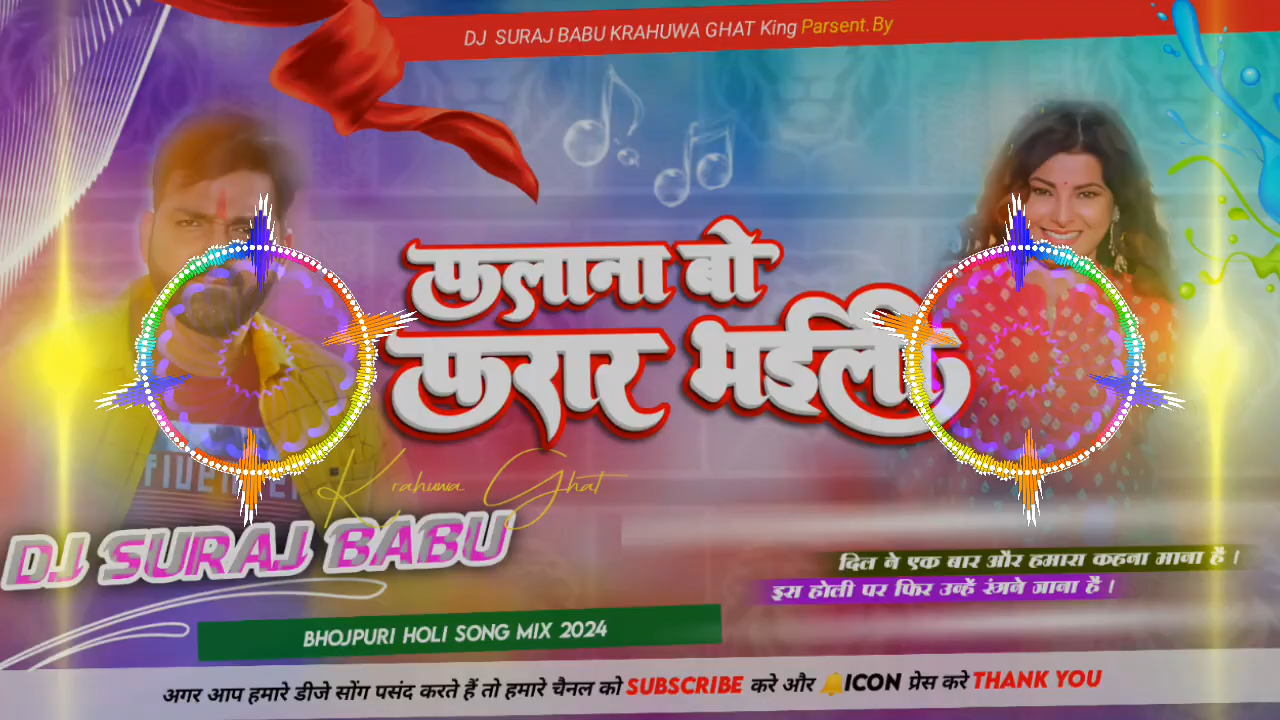 DJ SURAJ BABU KRAHUWA GHAT King Parsent.By
फलाना बो
फरार भईली
Krahuwa Ghat
DJ SURAJ BABU
दिल ने एक बार और हमारा कहना माना है।
इस होली पर फिर उन्हें रंगने जाना है।
BHOJPURI HOLI SONG MIX 2024
अगर आप हमारे डीजे सोंग पसंद करते हैं तो हमारे चैनल को SUBSCRIBE करे और 🔔ICON प्रेस करे THANK YOU